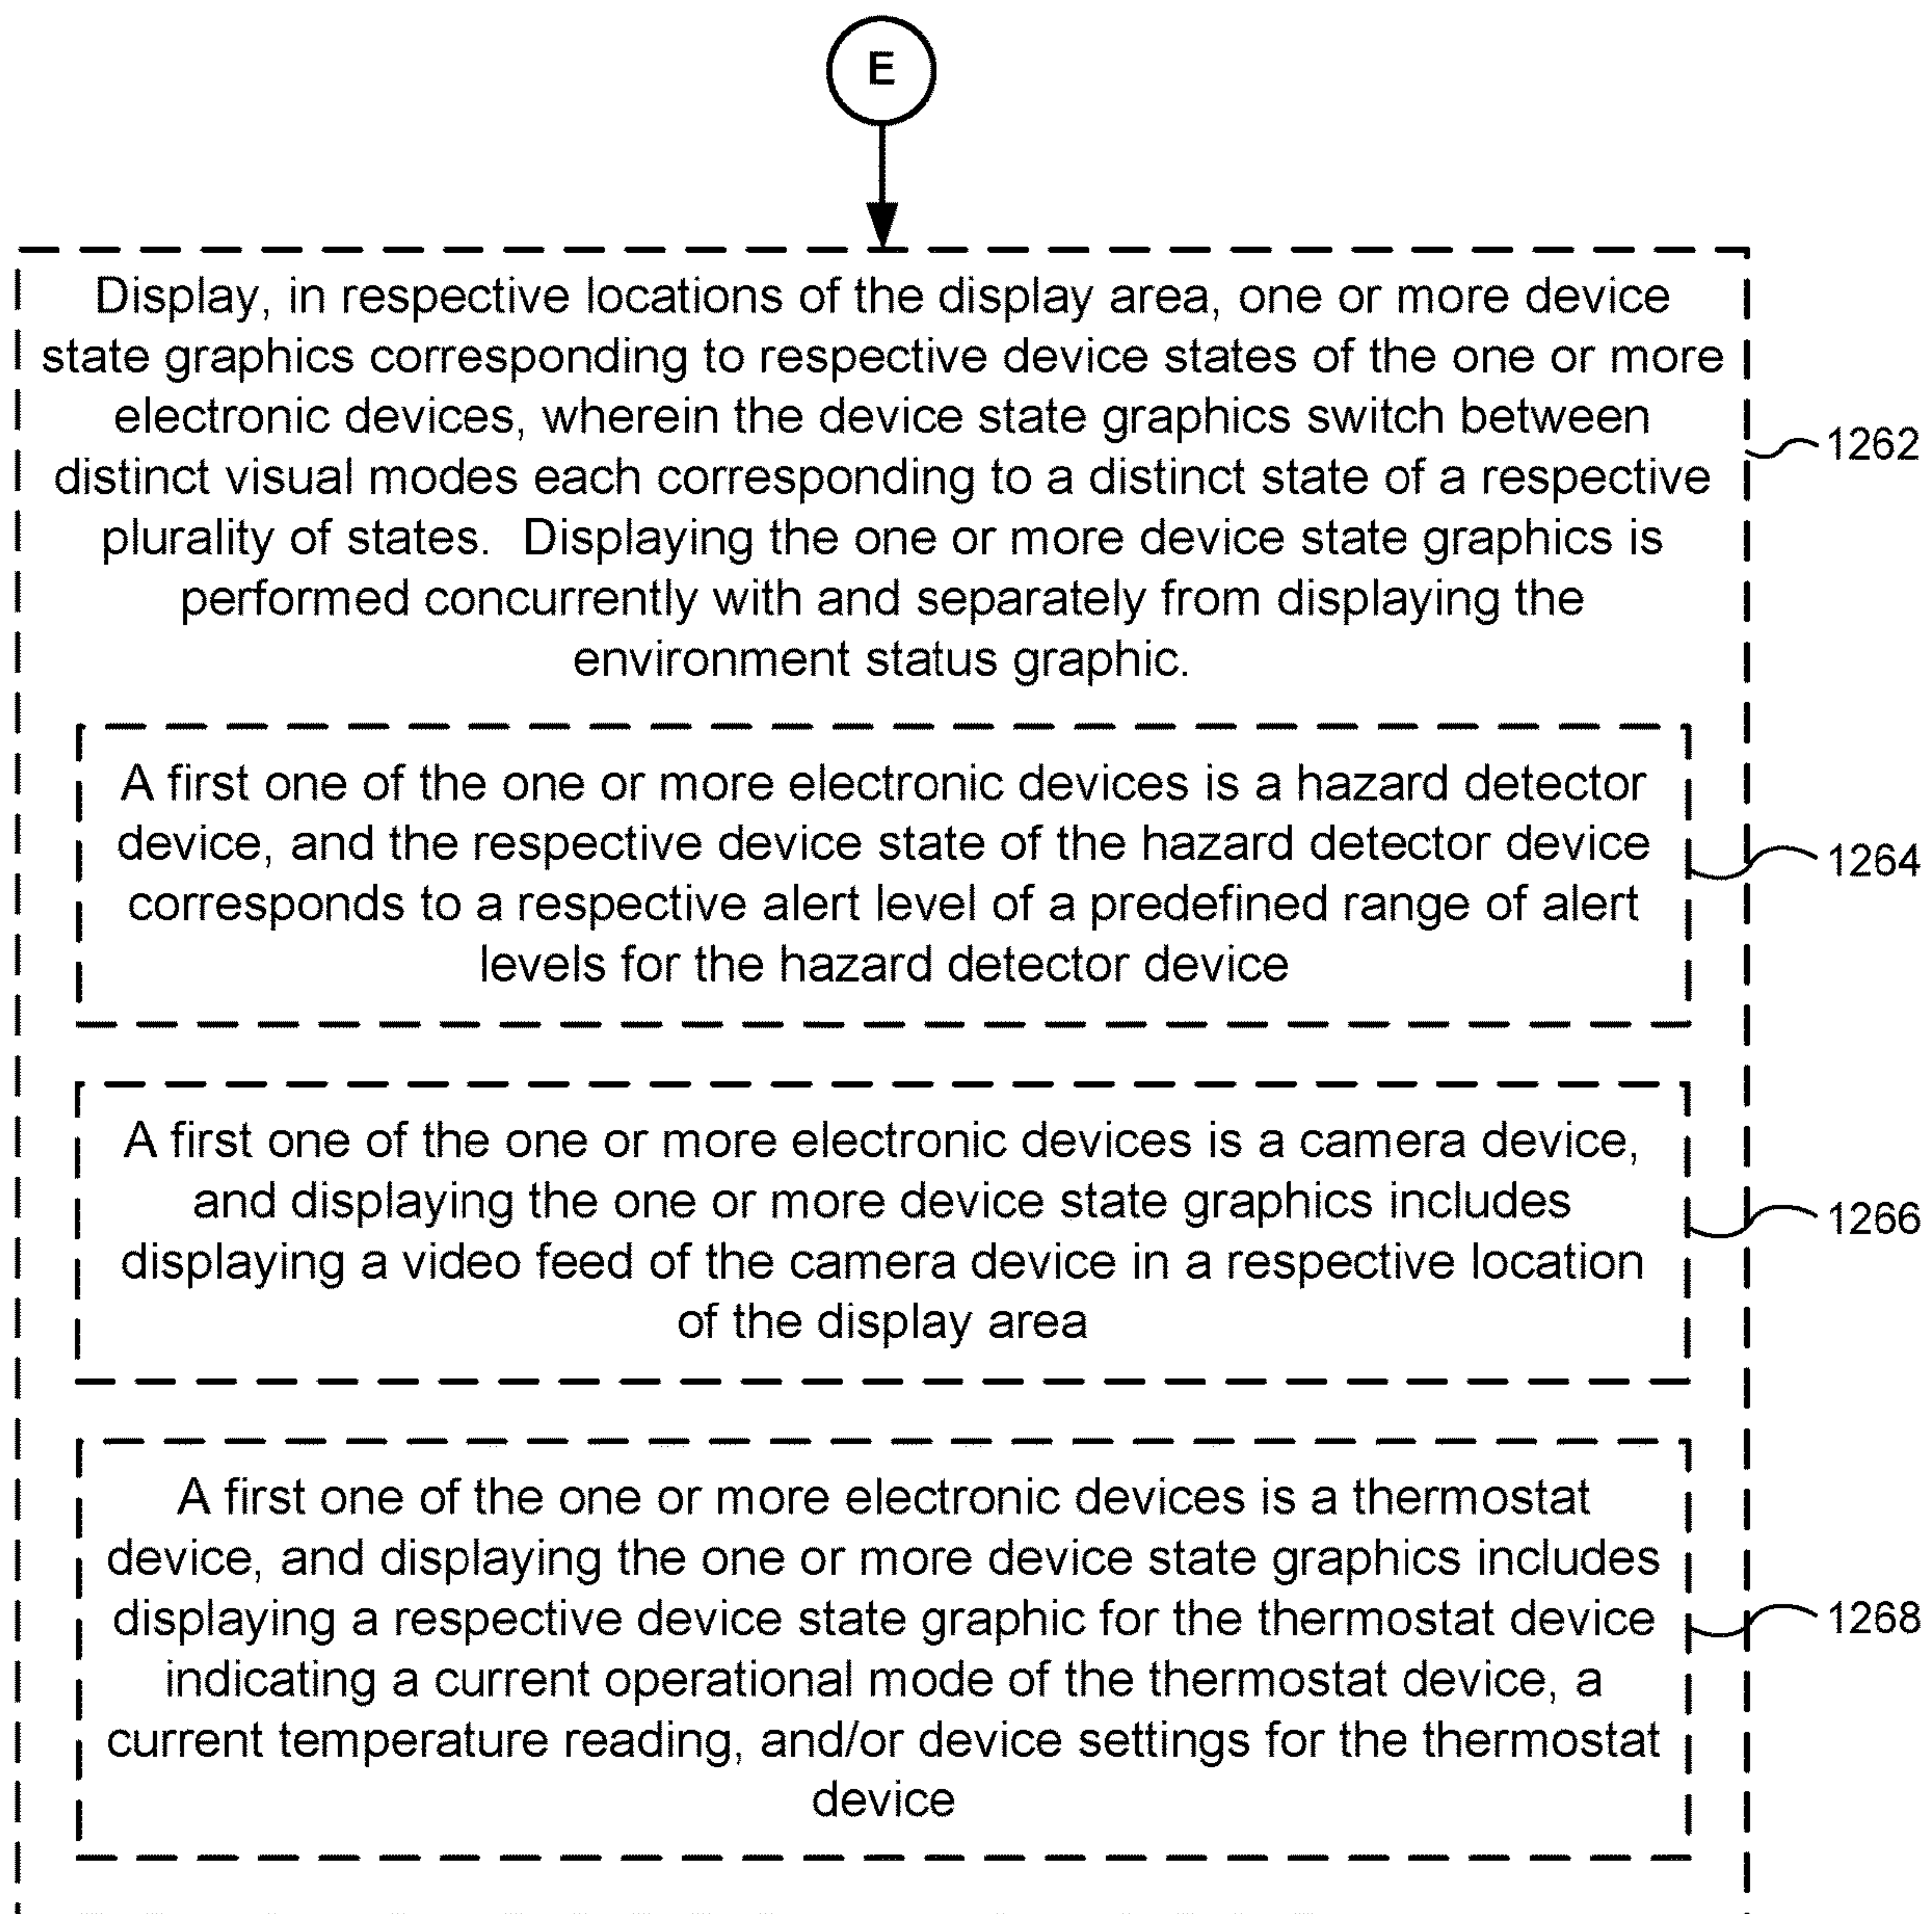 E
Display, in respective locations of the display area, one or more device
state graphics corresponding to respective device states of the one or more
electronic devices, wherein the device state graphics switch between
distinct visual modes each corresponding to a distinct state of a respective
plurality of states.  Displaying the one or more device state graphics is
performed concurrently with and separately from displaying the
environment status graphic.
1262
A first one of the one or more electronic devices is a hazard detector
device, and the respective device state of the hazard detector device
corresponds to a respective alert level of a predefined range of alert
levels for the hazard detector device
1264
A first one of the one or more electronic devices is a camera device,
and displaying the one or more device state graphics includes
displaying a video feed of the camera device in a respective location
of the display area
1266
A first one of the one or more electronic devices is a thermostat
device, and displaying the one or more device state graphics includes
displaying a respective device state graphic for the thermostat device
indicating a current operational mode of the thermostat device, a
current temperature reading, and/or device settings for the thermostat
device
1268